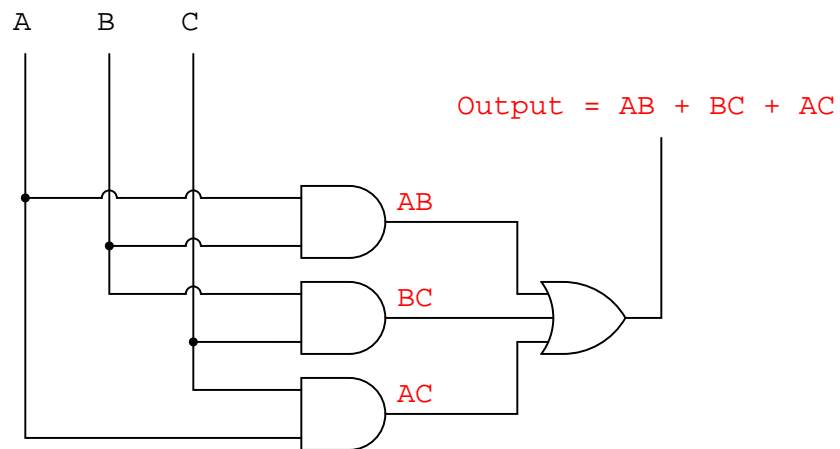 A B C
Output = AB + BC + AC
AB
BC
AC